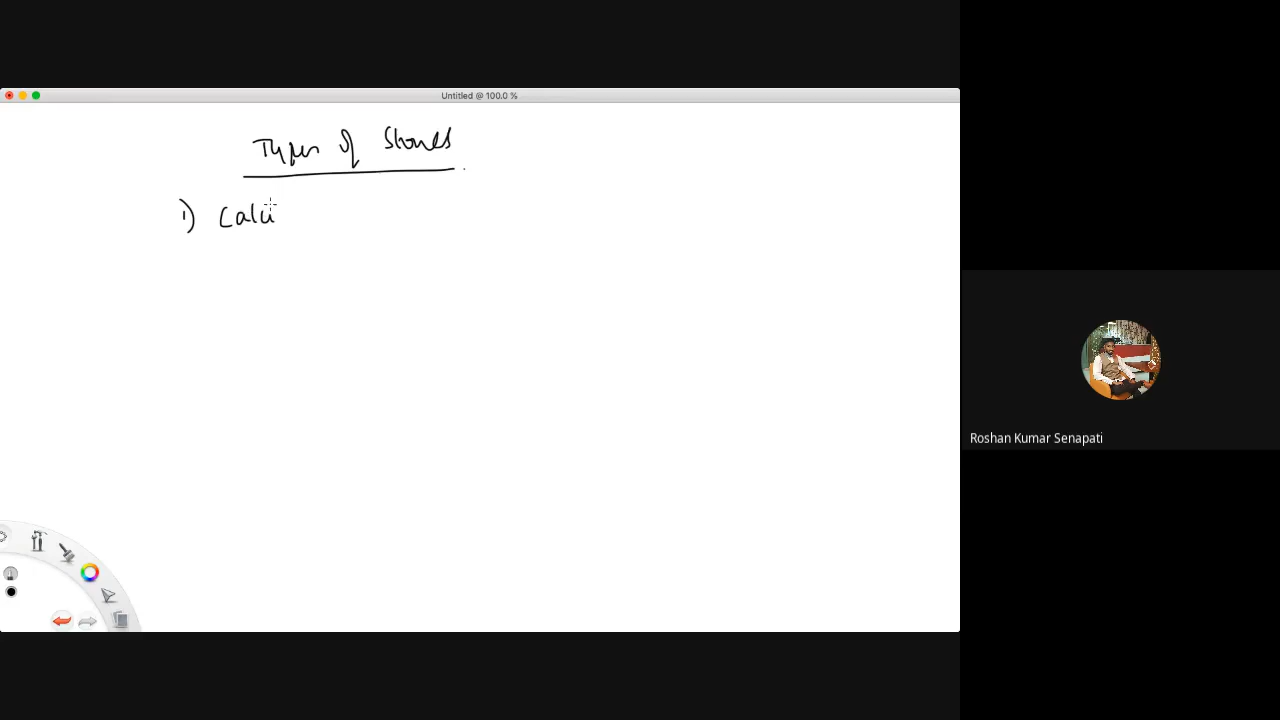 Untitled @ 100.0 %
Types of Stones
1) Calci
Roshan Kumar Senapati